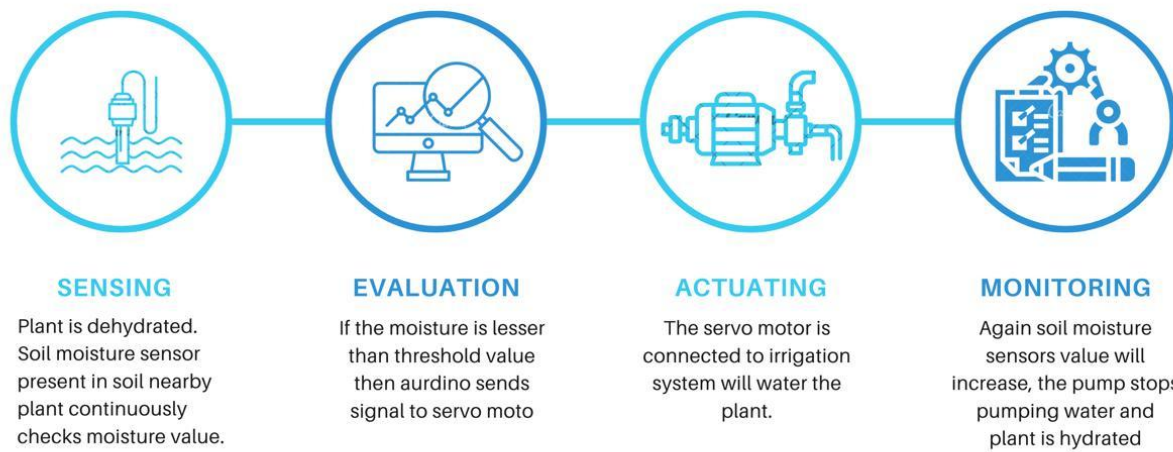 SENSING
Plant is dehydrated.
Soil moisture sensor
present in soil nearby
plant continuously
checks moisture value.
EVALUATION
If the moisture is lesser
than threshold value
then aurdino sends
signal to servo moto
ACTUATING
The servo motor is
connected to irrigation
system will water the
plant.
MONITORING
Again soil moisture
sensors value will
increase, the pump stops
pumping water and
plant is hydrated